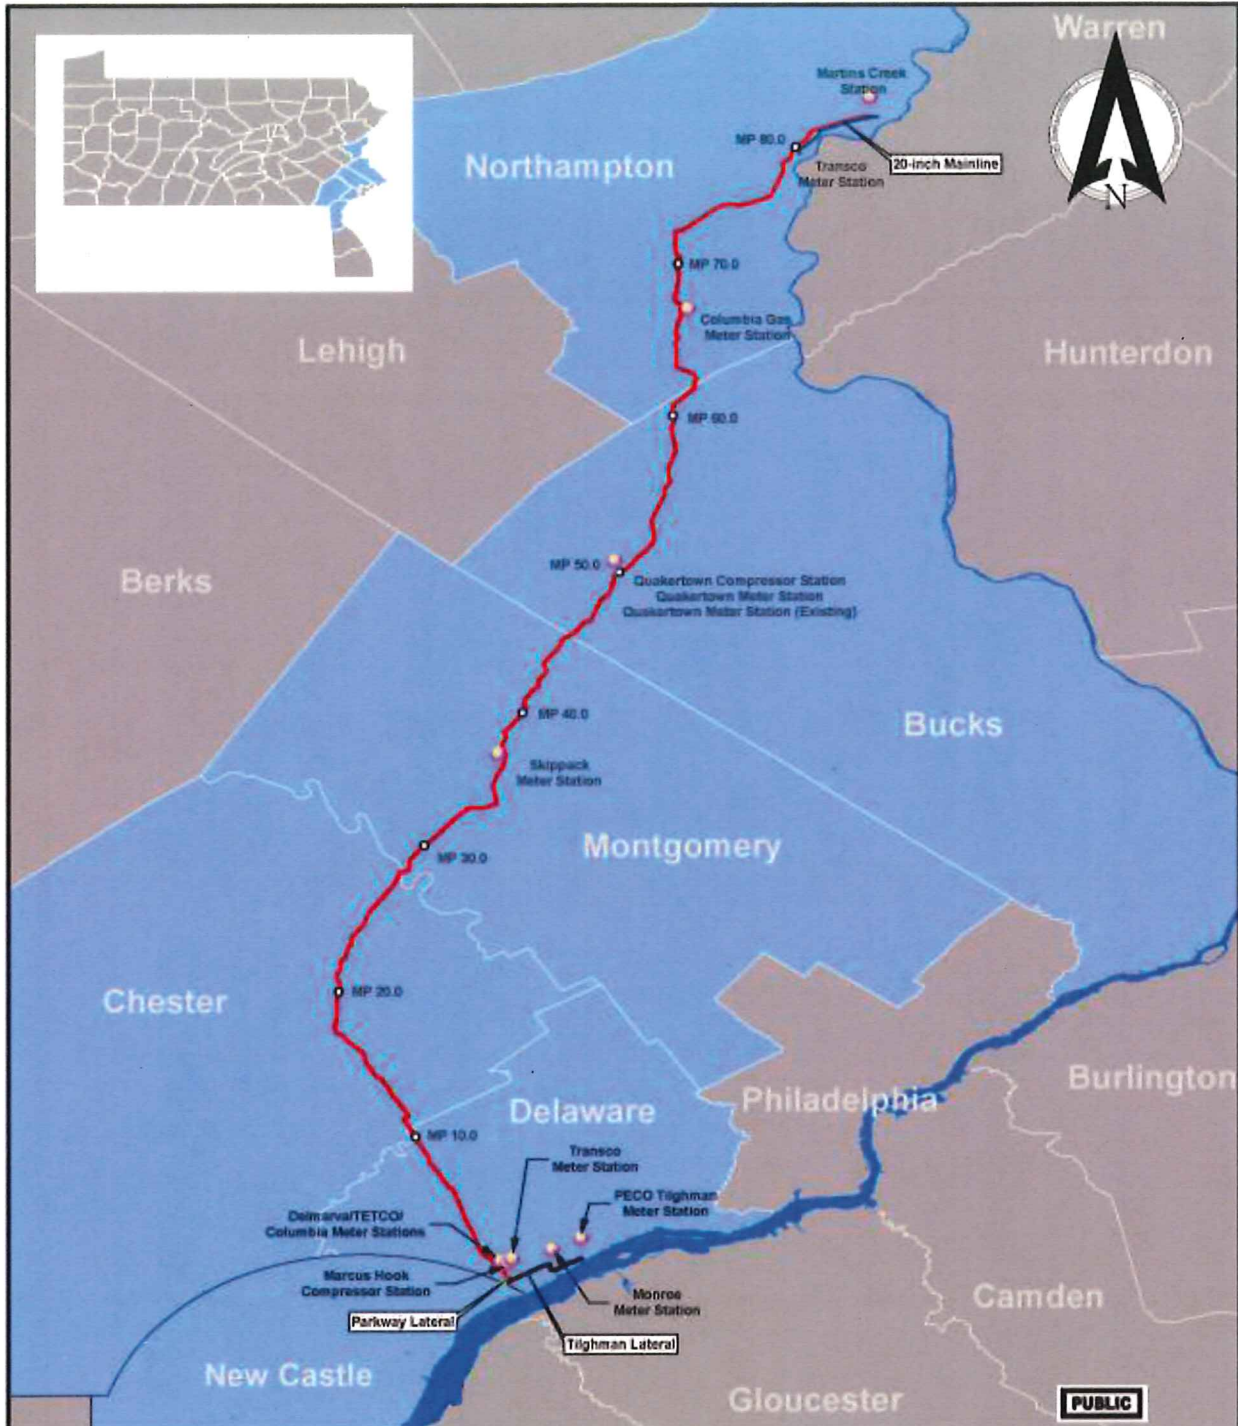 Warren
Martins Creek
Station
MP 80.0
Northampton
Transco
Meter Station
20-inch Mainline
N
MP 70.0
Columbia Gas
Meter Station
Lehigh
Hunterdon
MP 60.0
MP 50.0
Berks
Quakertown Compressor Station
Quakertown Meter Station
Quakertown Meter Station (Existing)
MP 40.0
Bucks
Skippack
Meter Station
Montgomery
MP 30.0
Chester
MP 20.0
Burlington
Philadelphia
Delaware
MP 10.0
Transco
Meter Station
PECO Tilghman
Meter Station
Delmarva/TETCO/
Columbia Meter Stations
Marcus Hook
Compressor Station
Monroe
Meter Station
Camden
Parkway Lateral
Tilghman Lateral
New Castle
Gloucester
PUBLIC